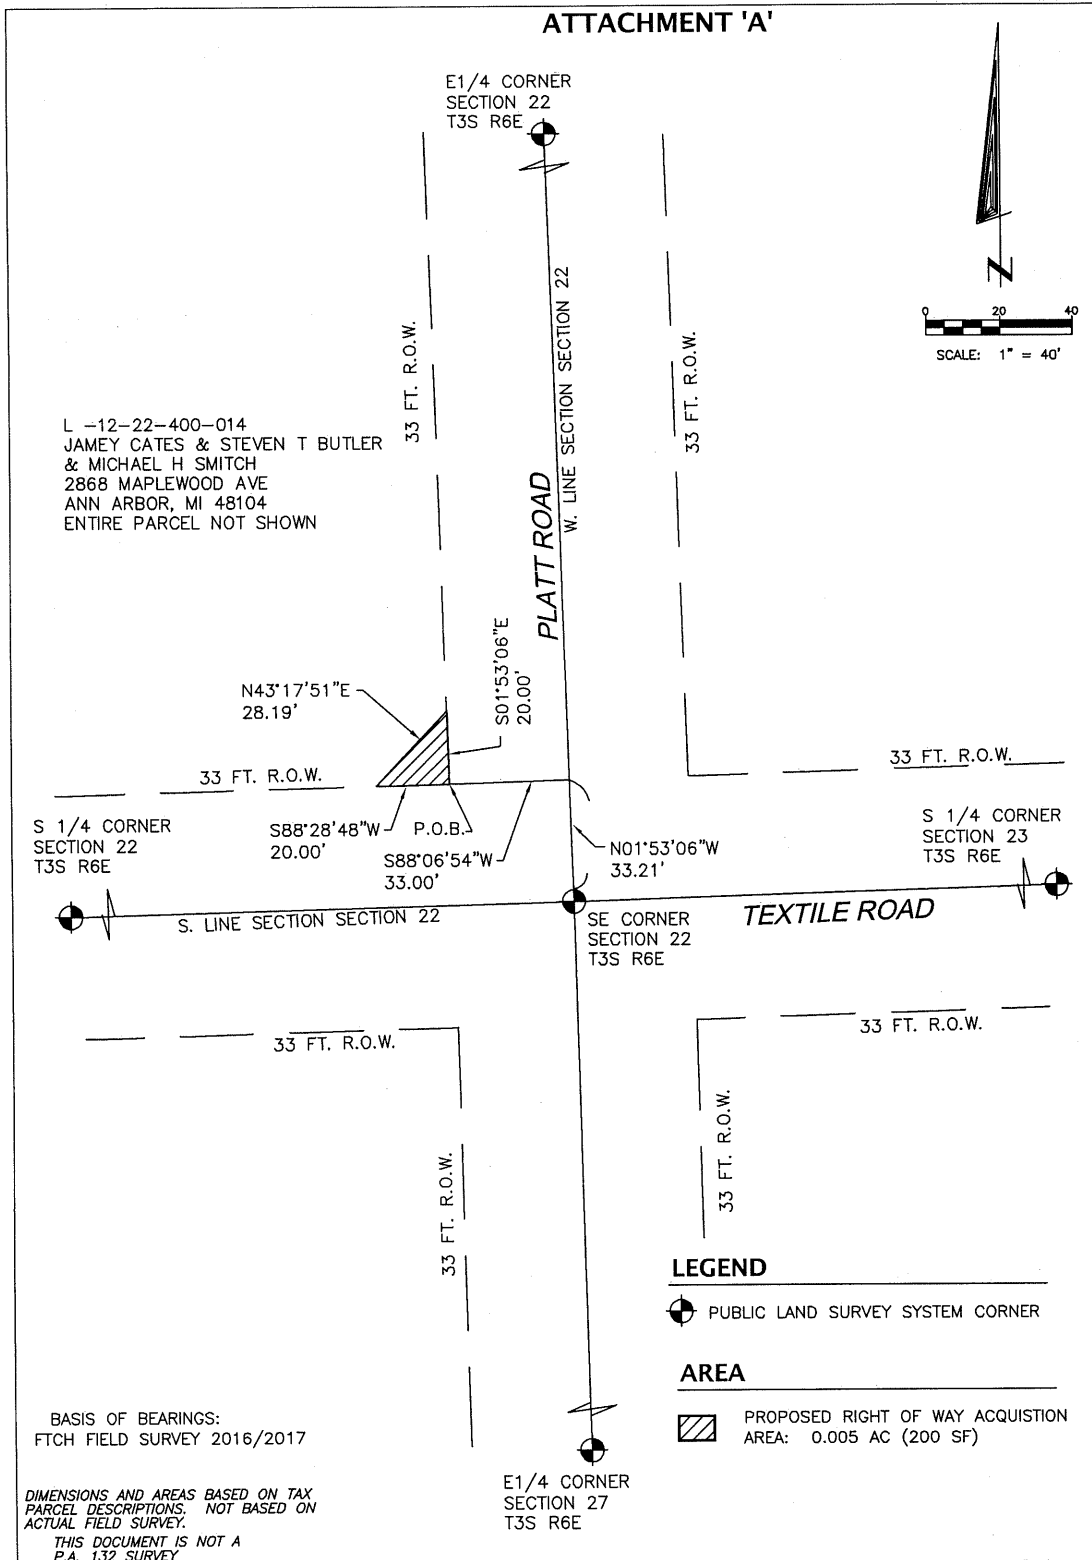 ATTACHMENT 'A'
E1/4 CORNER
SECTION 22
T3S R6E
N
0 20 40
SCALE: 1" = 40'
33 FT. R.O.W.
W. LINE SECTION SECTION 22
33 FT. R.O.W.
L -12-22-400-014
JAMEY CATES & STEVEN T BUTLER
& MICHAEL H SMITCH
2868 MAPLEWOOD AVE
ANN ARBOR, MI 48104
ENTIRE PARCEL NOT SHOWN
PLATT ROAD
S01°53'06"E
20.00'
N43°17'51"E
28.19'
33 FT. R.O.W.
33 FT. R.O.W.
S 1/4 CORNER
SECTION 22
T3S R6E
S88°28'48"W
20.00'
P.O.B.
S88°06'54"W
33.00'
N01°53'06"W
33.21'
S 1/4 CORNER
SECTION 23
T3S R6E
S. LINE SECTION SECTION 22
SE CORNER
SECTION 22
T3S R6E
TEXTILE ROAD
33 FT. R.O.W.
33 FT. R.O.W.
33 FT. R.O.W.
33 FT. R.O.W.
LEGEND
PUBLIC LAND SURVEY SYSTEM CORNER
AREA
PROPOSED RIGHT OF WAY ACQUISTION
AREA: 0.005 AC (200 SF)
BASIS OF BEARINGS:
FTCH FIELD SURVEY 2016/2017
E1/4 CORNER
SECTION 27
T3S R6E
DIMENSIONS AND AREAS BASED ON TAX
PARCEL DESCRIPTIONS. NOT BASED ON
ACTUAL FIELD SURVEY.
THIS DOCUMENT IS NOT A
P.A. 132 SURVEY